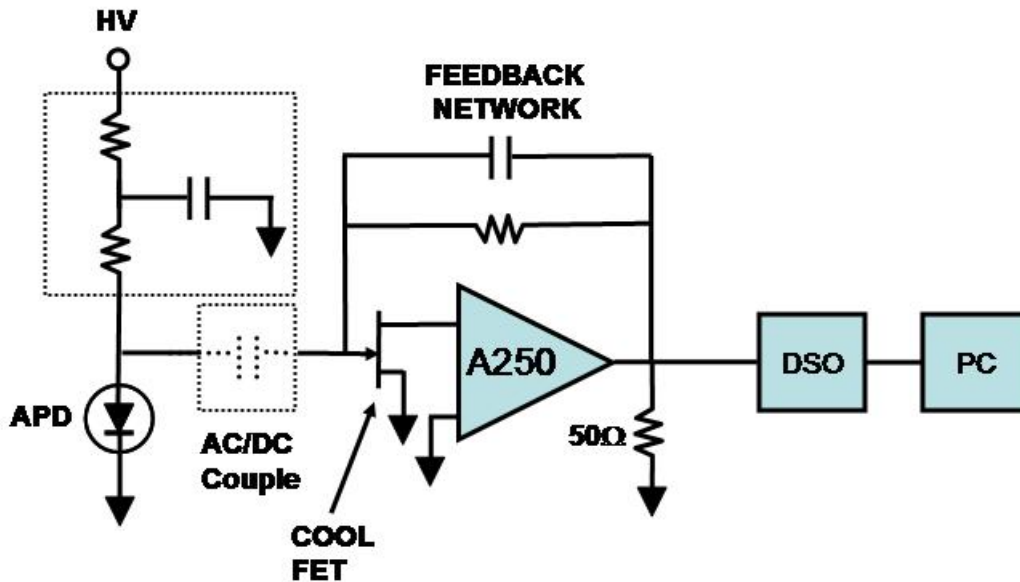 HV
FEEDBACK
NETWORK
A250
DSO
PC
APD
AC/DC
Couple
50Ω
COOL
FET